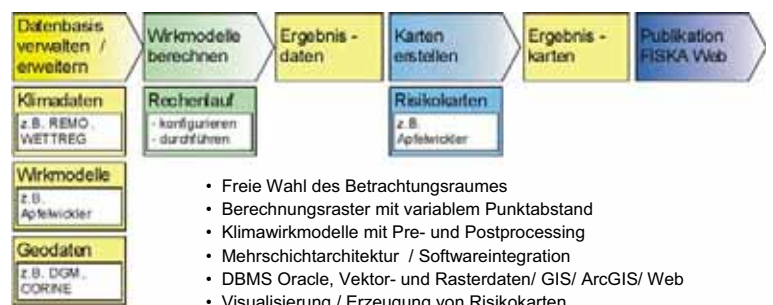 Datenbasis
verwalten /
erweitern
Wirkmodelle
berechnen
Ergebnis -
daten
Karten
erstellen
Ergebnis -
karten
Publikation
FISKA Web
Klimadaten
z.B. REMO,
WETTREG
Rechenlauf
- konfigurieren
- durchführen
Risikokarten
z.B.
Apfelwickler
Wirkmodelle
z.B.
Apfelwickler
Geodaten
z.B. DGM,
CORINE
• Freie Wahl des Betrachtungsraumes
• Berechnungsraster mit variablem Punktabstand
• Klimawirkmodelle mit Pre- und Postprocessing
• Mehrschichtarchitektur / Softwareintegration
• DBMS Oracle, Vektor- und Rasterdaten/ GIS/ ArcGIS/ Web
• Visualisierung / Erzeugung von Risikokarten